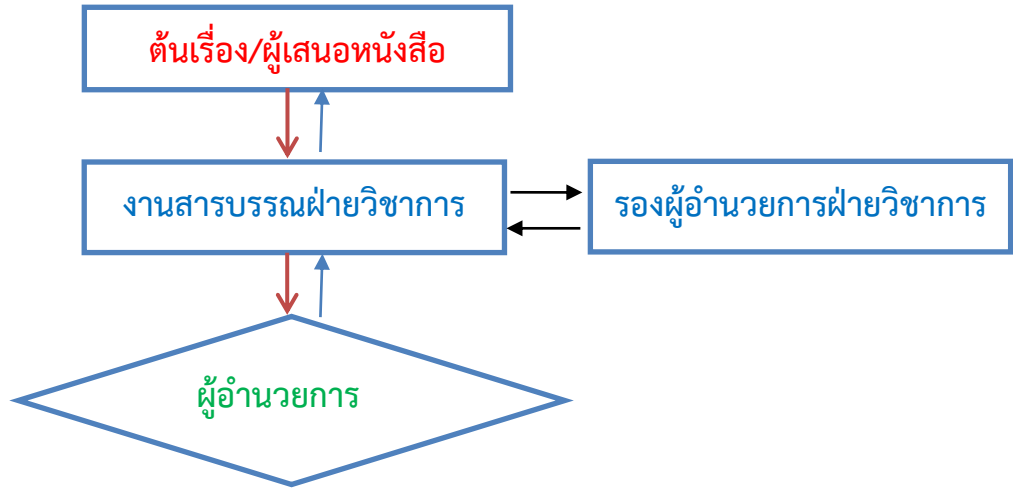 ต้นเรื่อง/ผู้เสนอหนังสือ
งานสารบรรณฝ่ายวิชาการ
รองผู้อำนวยการฝ่ายวิชาการ
ผู้อำนวยการ